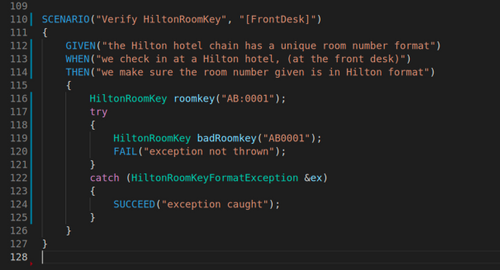 109
110 SCENARIO("Verify HiltonRoomKey", "[FrontDesk]")
111 {
112     GIVEN("the Hilton hotel chain has a unique room number format")
113     WHEN("we check in at a Hilton hotel, (at the front desk)")
114     THEN("we make sure the room number given is in Hilton format")
115     {
116         HiltonRoomKey roomkey("AB:0001");
117         try
118         {
119             HiltonRoomKey badRoomkey("AB0001");
120             FAIL("exception not thrown");
121         }
122         catch (HiltonRoomKeyFormatException &ex)
123         {
124             SUCCEED("exception caught");
125         }
126     }
127 }
128